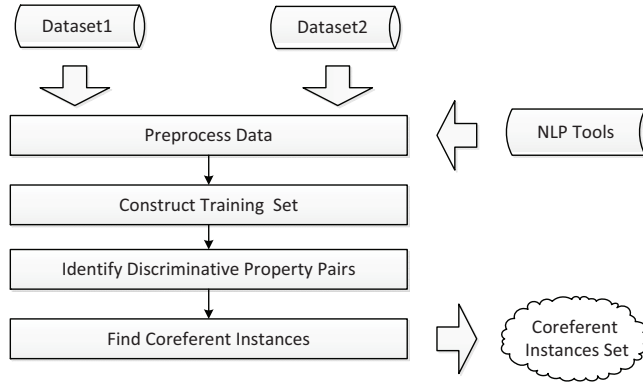 Dataset1
Dataset2
Preprocess Data
NLP Tools
Construct Training Set
Identify Discriminative Property Pairs
Find Coreferent Instances
Coreferent
Instances Set